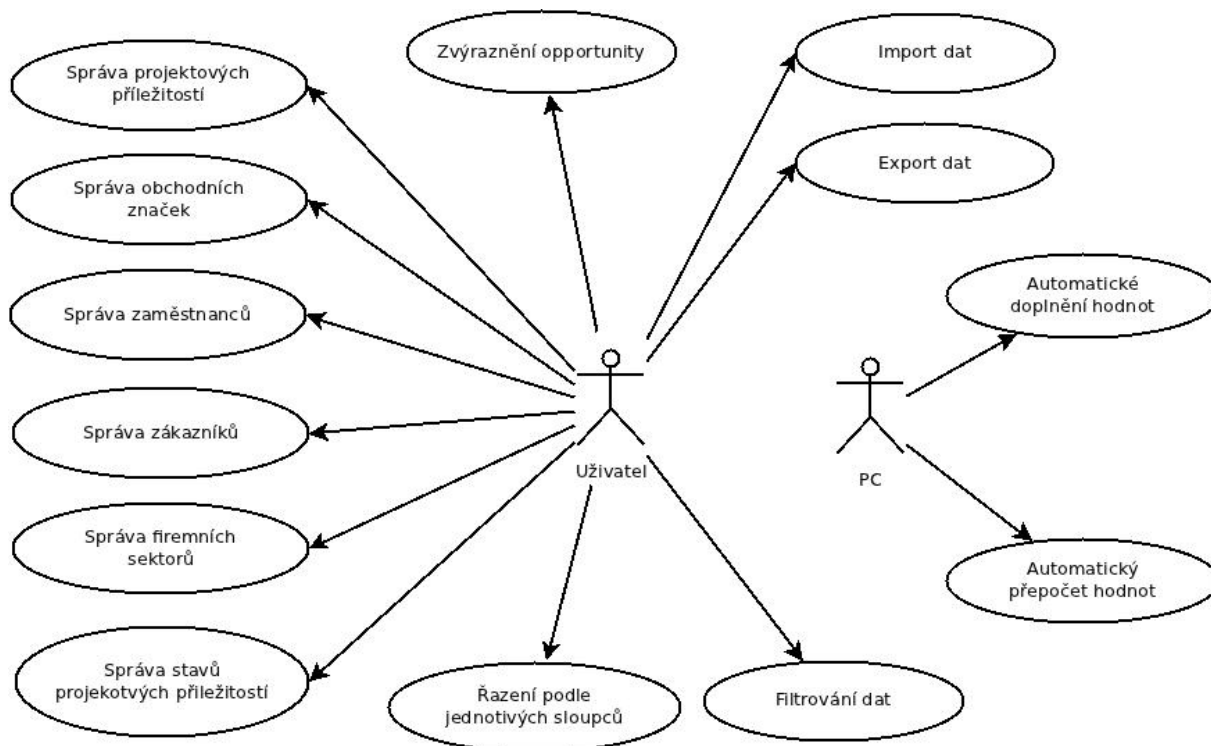 Zvýraznění opportunity
Import dat
Správa projektových
příležitostí
Export dat
Správa obchodních
značek
Automatické
doplnění hodnot
Správa zaměstnanců
Správa zákazníků
Uživatel
PC
Správa firemních
sektorů
Automatický
přepočet hodnot
Správa stavů
projekotvých přiležitostí
Řazení podle
jednotivých sloupců
Filtrování dat